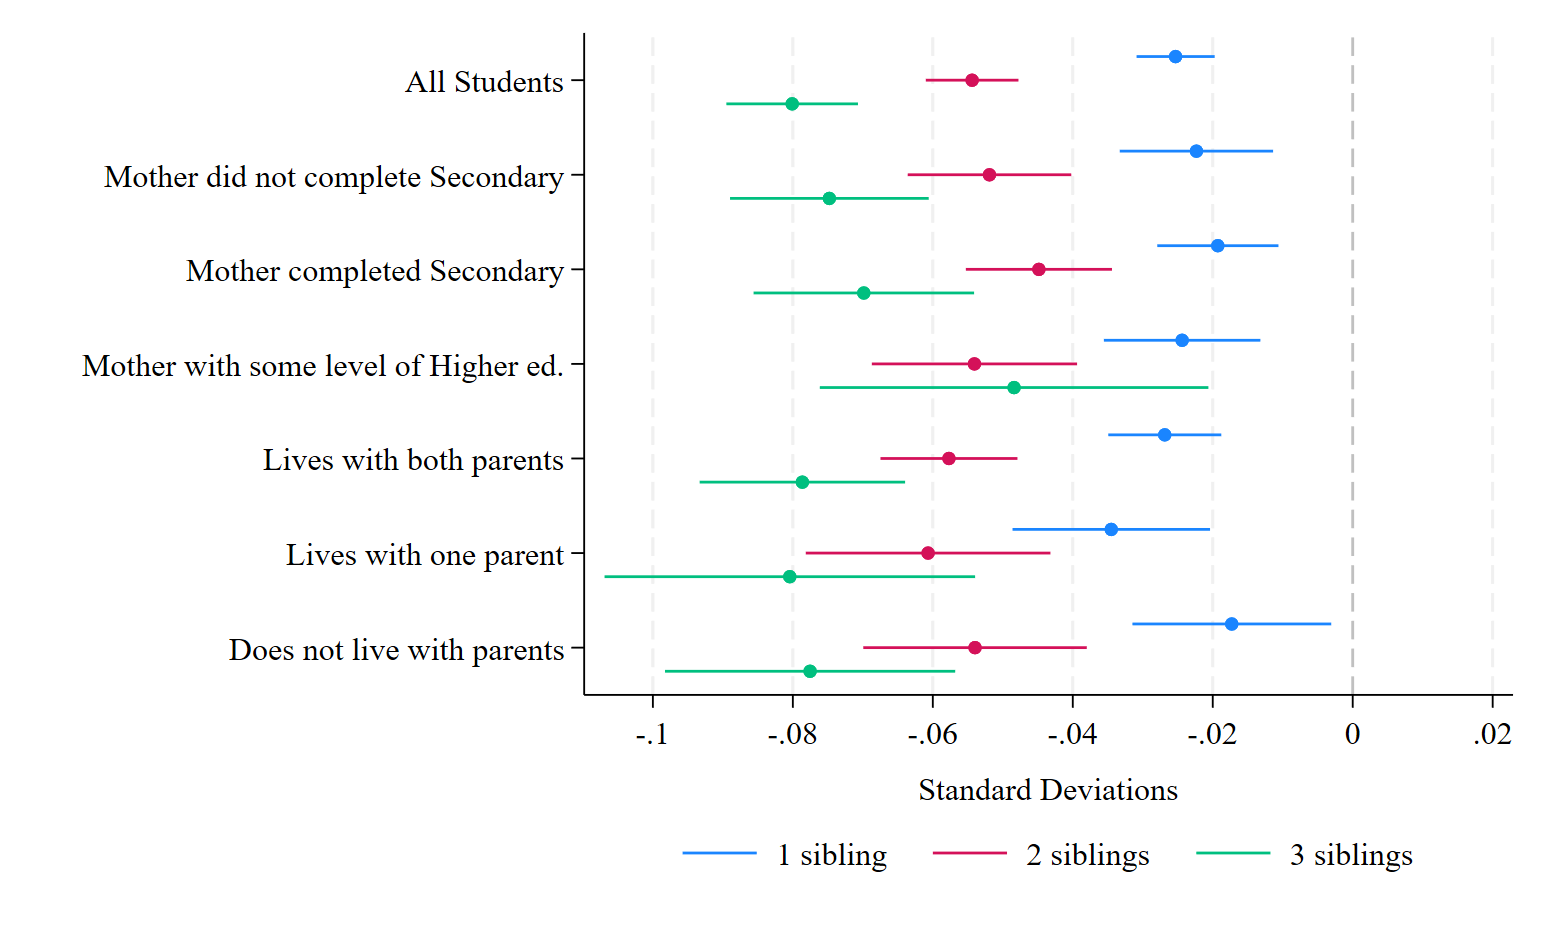 All Students
Mother did not complete Secondary
Mother completed Secondary
Mother with some level of Higher ed.
Lives with both parents
Lives with one parent
Does not live with parents
-.1 -.08 -.06 -.04 -.02 0 .02
Standard Deviations
1 sibling 2 siblings 3 siblings